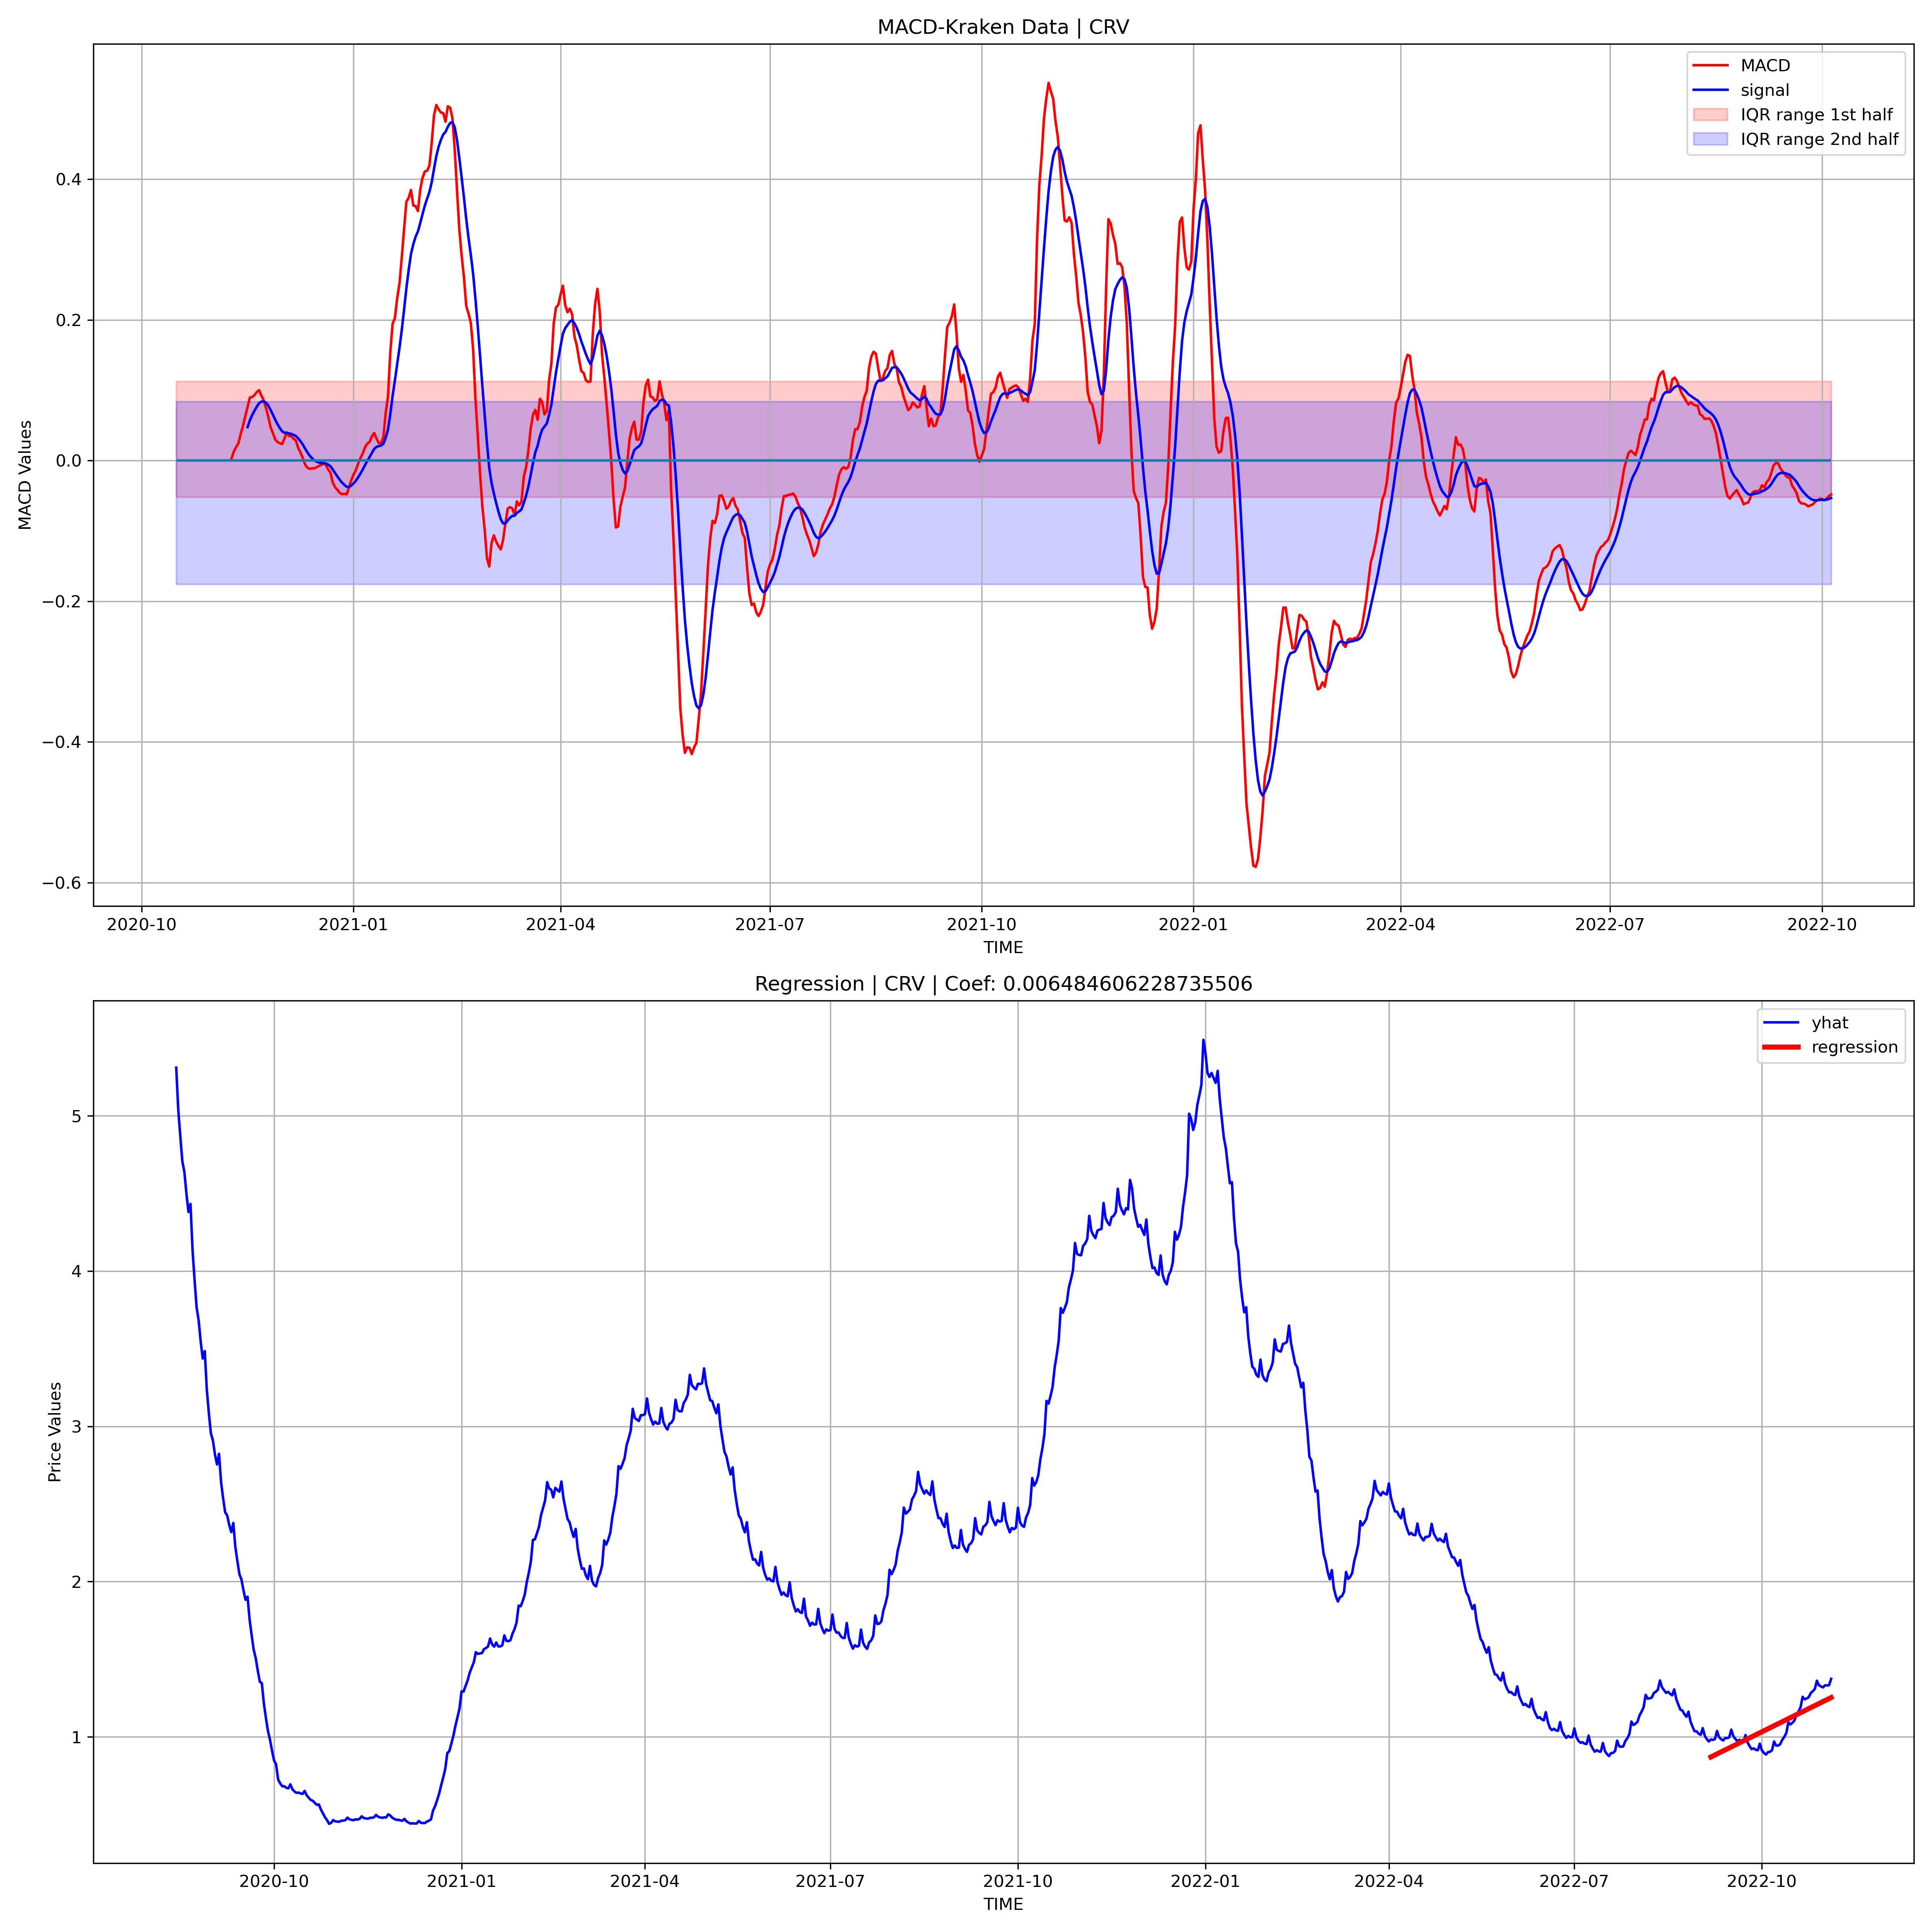 MACD-Kraken Data | CRV
MACD
signal
IQR range 1st half
IQR range 2nd half
MACD Values
0.4
0.2
0.0
−0.2
−0.4
−0.6
2020-10
2021-01
2021-04
2021-07
2021-10
2022-01
2022-04
2022-07
2022-10
TIME
Regression | CRV | Coef: 0.006484606228735506
yhat
regression
Price Values
5
4
3
2
1
2020-10
2021-01
2021-04
2021-07
2021-10
2022-01
2022-04
2022-07
2022-10
TIME